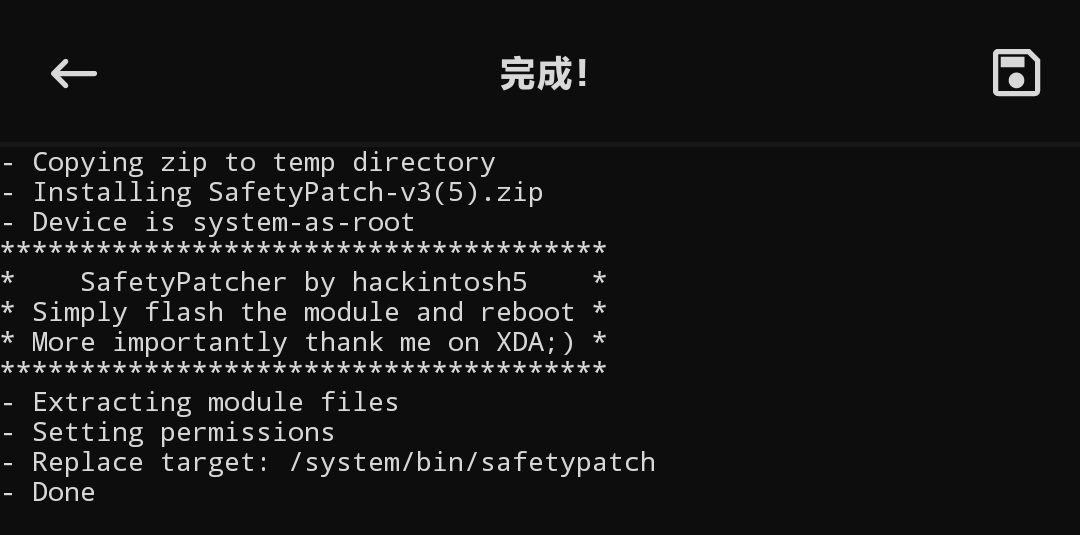 完成!
- Copying zip to temp directory
- Installing SafetyPatch-v3(5).zip
- Device is system-as-root
**************************************
*    SafetyPatcher by hackintosh5    *
* Simply flash the module and reboot *
* More importantly thank me on XDA;) *
**************************************
- Extracting module files
- Setting permissions
- Replace target: /system/bin/safetypatch
- Done